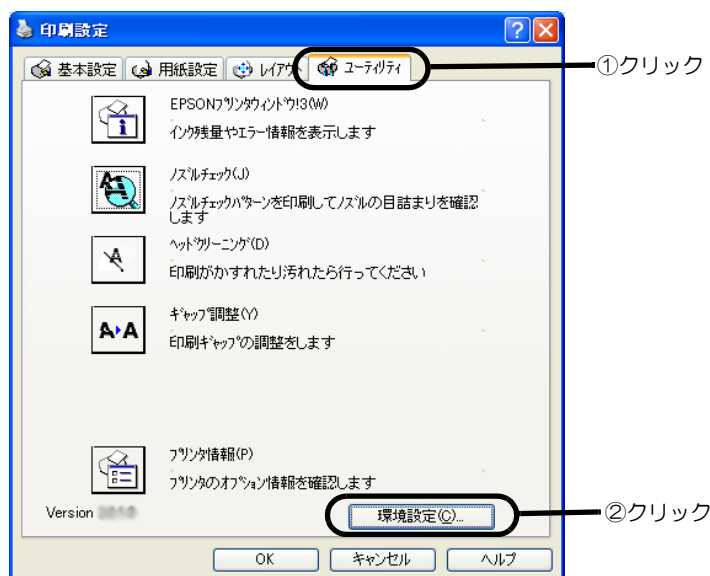 印刷設定
基本設定 用紙設定 レイアウト ユーティリティ
①クリック
EPSONプリンタウィンドウ!3(W)
インク残量やエラー情報を表示します
ノズルチェック(J)
ノズルチェックパターンを印刷してノズルの目詰まりを確認
します
ヘッドクリーニング(D)
印刷がかすれたり汚れたら行ってください
ギャップ調整(Y)
A A
印刷ギャップの調整をします
プリンタ情報(P)
プリンタのオプション情報を確認します
Version
環境設定(C)...
②クリック
OK キャンセル ヘルプ